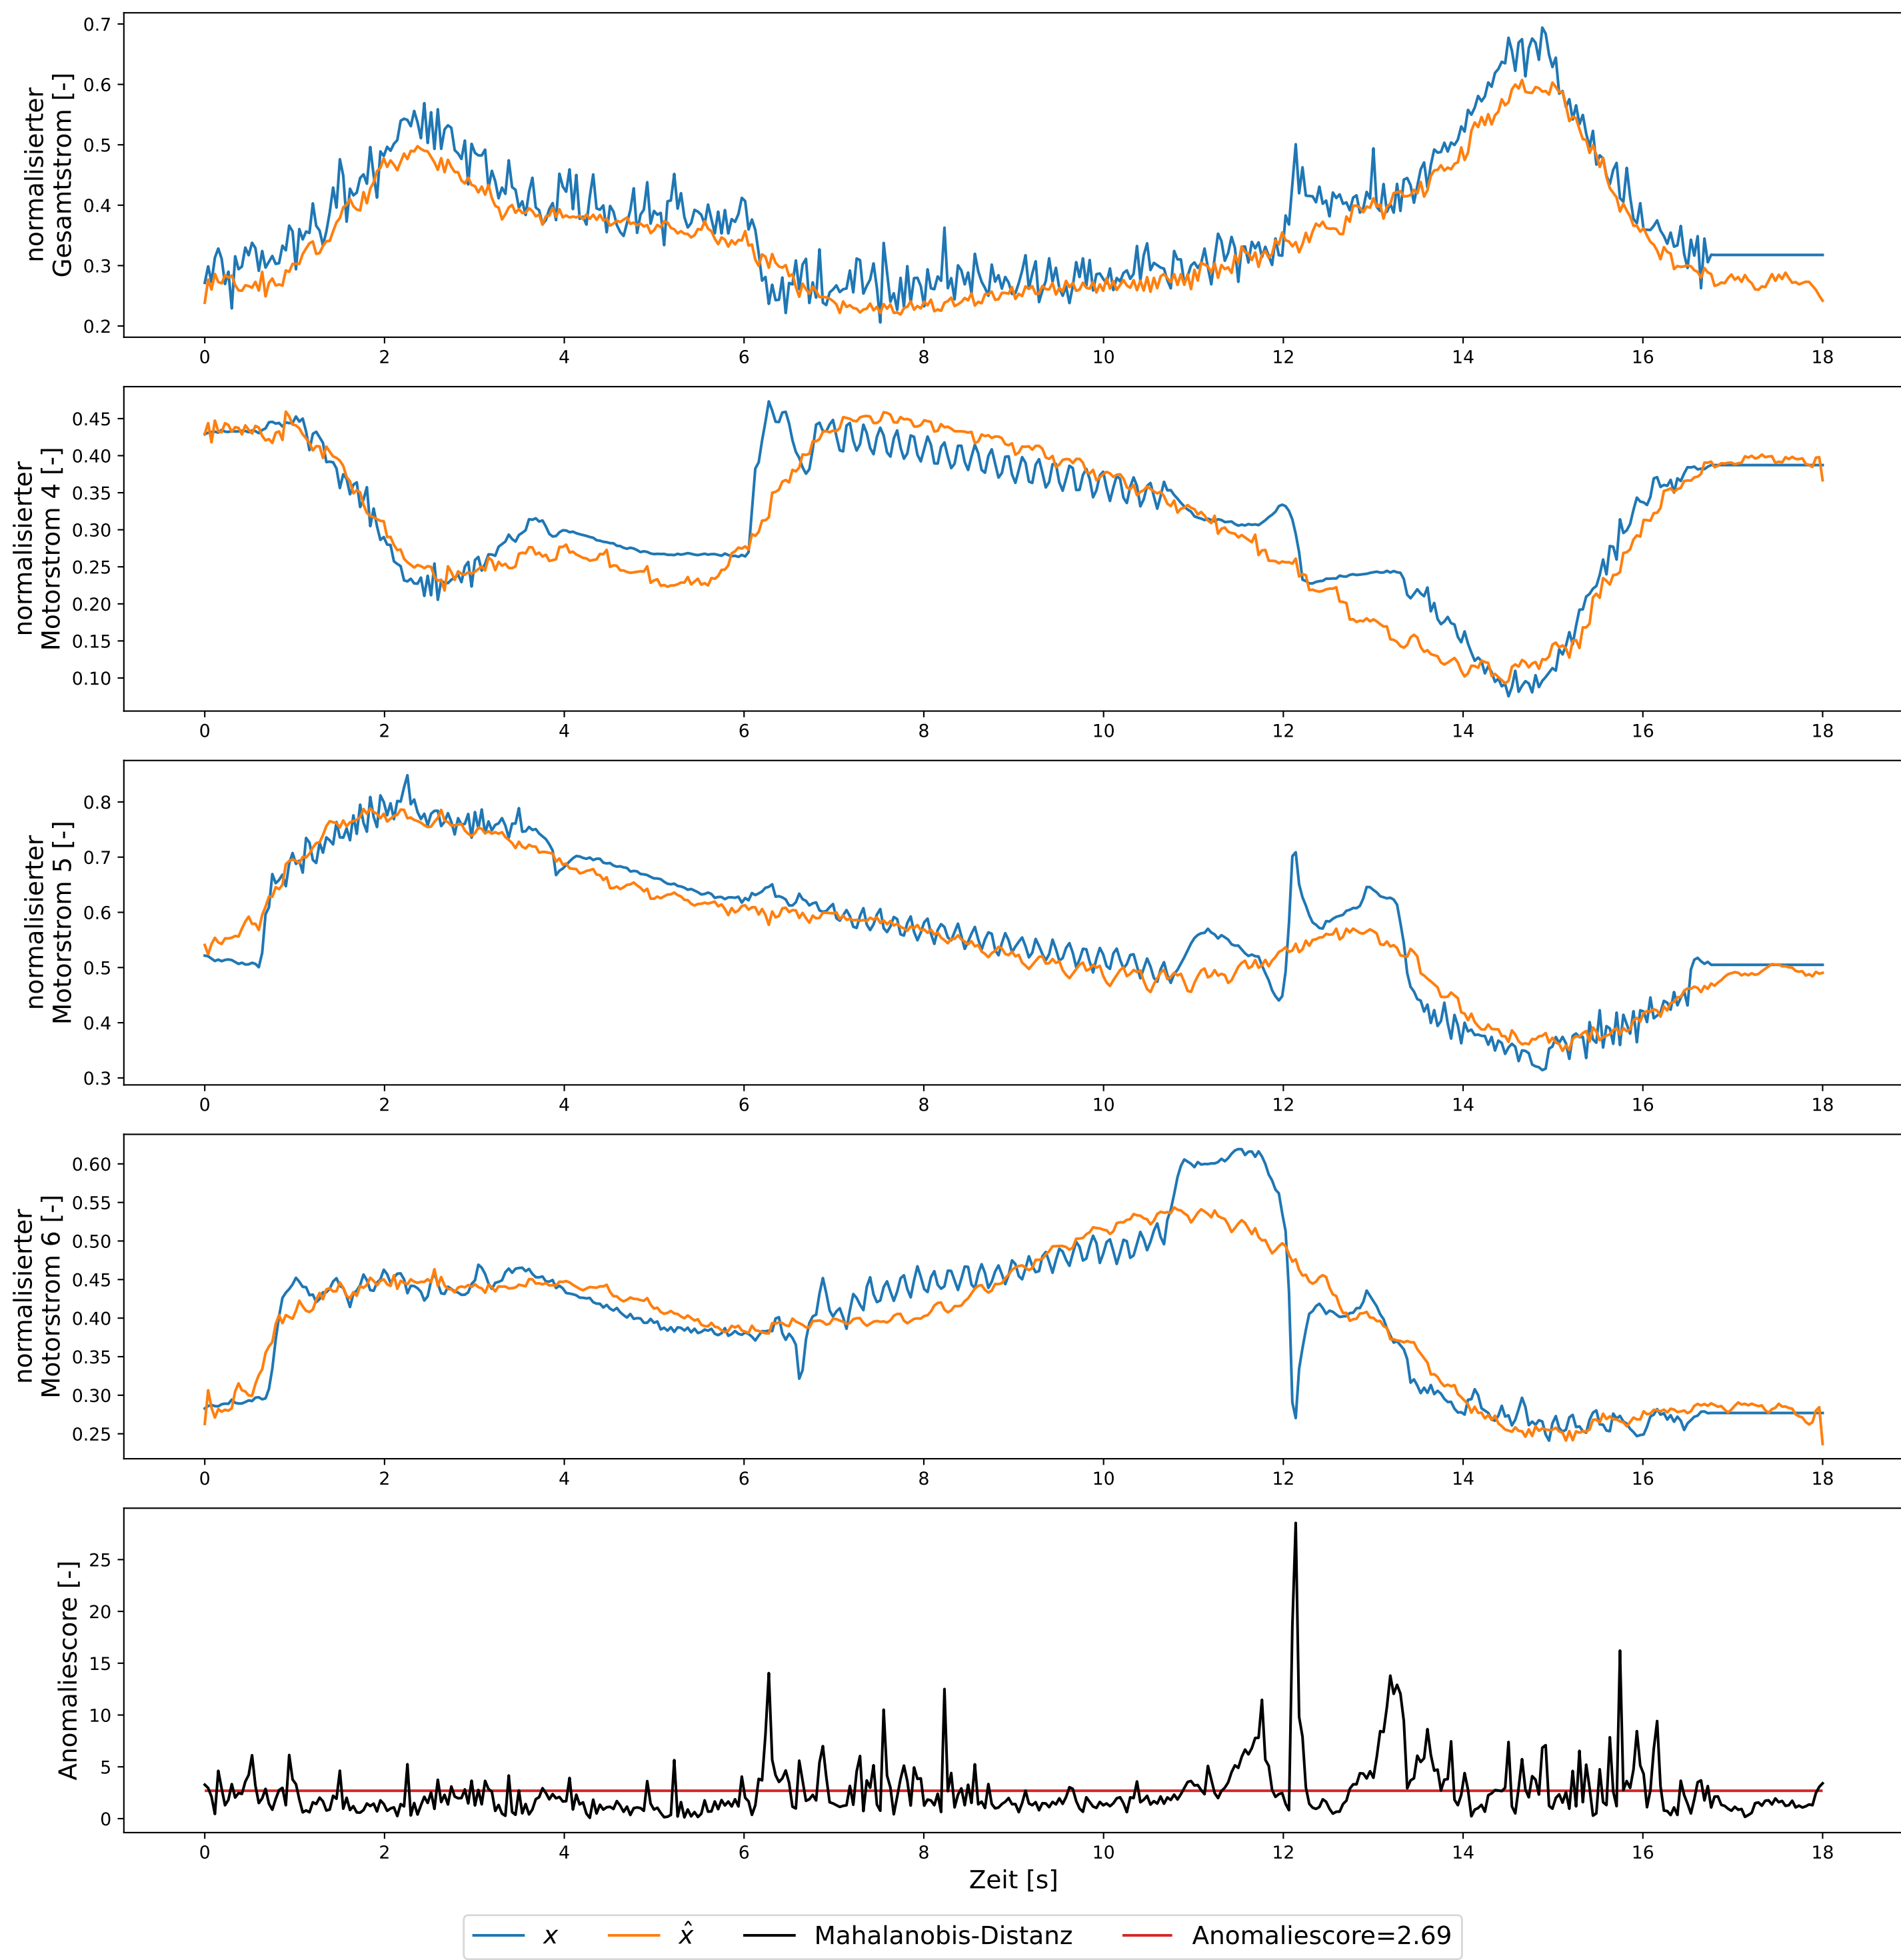 normalisierter
Gesamtstrom [-]
0.7
0.6
0.5
0.4
0.3
0.2
0 2 4 6 8 10 12 14 16 18
normalisierter
Motorstrom 4 [-]
0.45
0.40
0.35
0.30
0.25
0.20
0.15
0.10
0 2 4 6 8 10 12 14 16 18
normalisierter
Motorstrom 5 [-]
0.8
0.7
0.6
0.5
0.4
0.3
0 2 4 6 8 10 12 14 16 18
normalisierter
Motorstrom 6 [-]
0.60
0.55
0.50
0.45
0.40
0.35
0.30
0.25
0 2 4 6 8 10 12 14 16 18
Anomaliescore [-]
25
20
15
10
5
0
0 2 4 6 8 10 12 14 16 18
Zeit [s]
x x̂ Mahalanobis-Distanz Anomaliescore=2.69